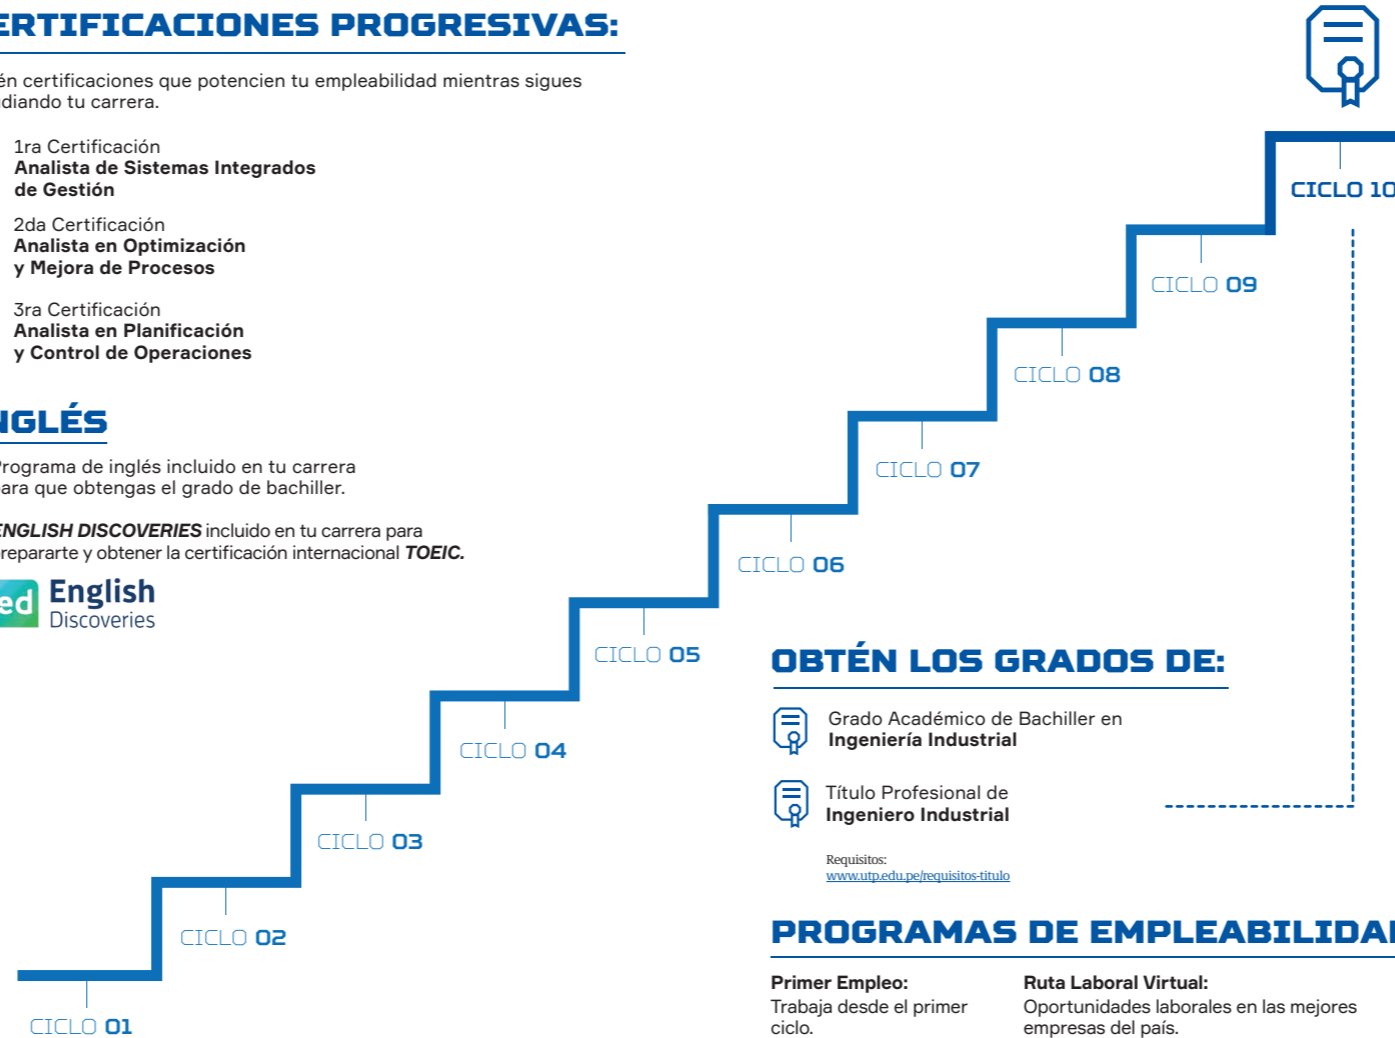 ERTIFICACIONES PROGRESIVAS:
én certificaciones que potencien tu empleabilidad mientras sigues
diando tu carrera.
1ra Certificación
Analista de Sistemas Integrados
de Gestión
2da Certificación
Analista en Optimización
y Mejora de Procesos
3ra Certificación
Analista en Planificación
y Control de Operaciones
NGLÉS
Programa de inglés incluido en tu carrera
para que obtengas el grado de bachiller.
ENGLISH DISCOVERIES incluido en tu carrera para
prepararte y obtener la certificación internacional TOEIC.
ed English
Discoveries
CICLO 10
CICLO 09
CICLO 08
CICLO 07
CICLO 06
CICLO 05
CICLO 04
CICLO 03
CICLO 02
CICLO 01
OBTÉN LOS GRADOS DE:
Grado Académico de Bachiller en
Ingeniería Industrial
Título Profesional de
Ingeniero Industrial
Requisitos:
www.utp.edu.pe/requisitos-titulo
PROGRAMAS DE EMPLEABILIDAD
Primer Empleo:
Trabaja desde el primer
ciclo.
Ruta Laboral Virtual:
Oportunidades laborales en las mejores
empresas del país.